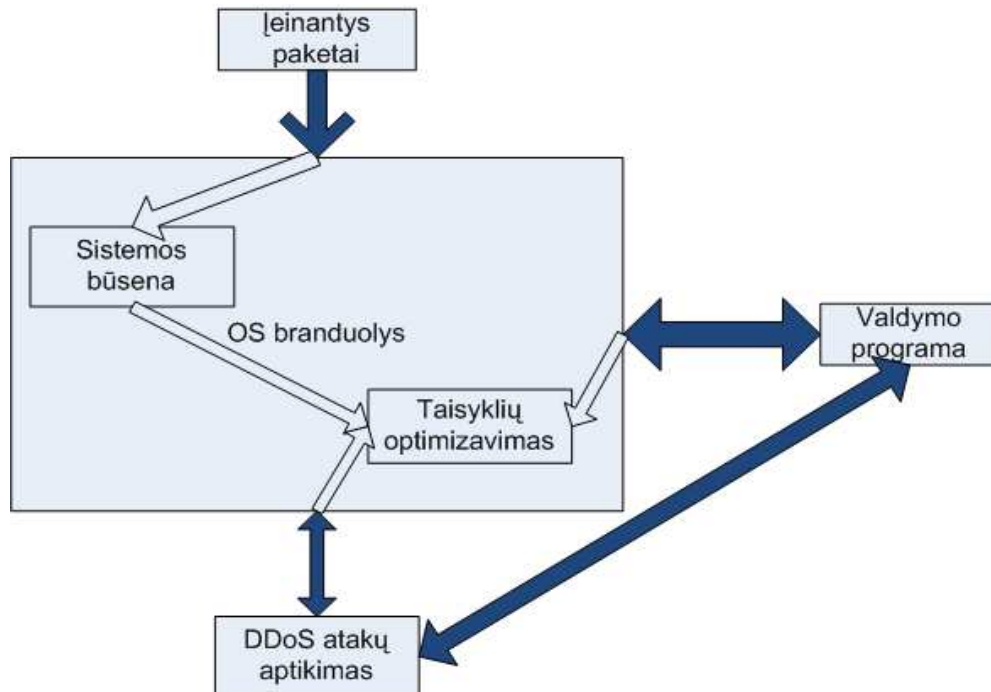 Įeinantys
paketai
Sistemos
būsena
OS branduolys
Valdymo
programa
Taisyklių
optimizavimas
DDoS atakų
aptikimas